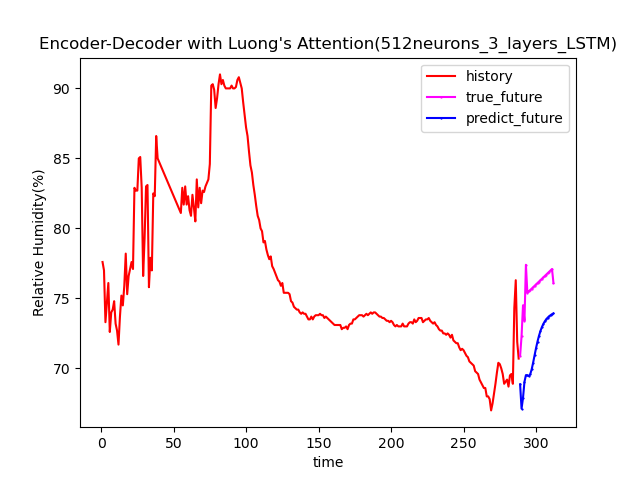 Encoder-Decoder with Luong's Attention(512neurons_3_layers_LSTM)
history
true_future
predict_future
90
85
80
75
70
Relative Humidity(%)
0 50 100 150 200 250 300
time